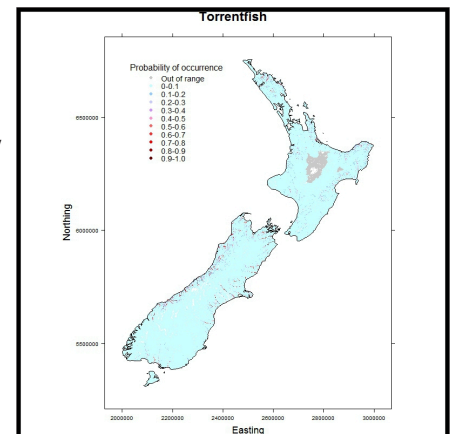 Torrentfish
Probability of occurrence
Out of range
0-0.1
0.1-0.2
0.2-0.3
0.3-0.4
0.4-0.5
0.5-0.6
0.6-0.7
0.7-0.8
0.8-0.9
0.9-1.0
6500000
6000000
5500000
Northing
2000000 2200000 2400000 2600000 2800000 3000000
Easting